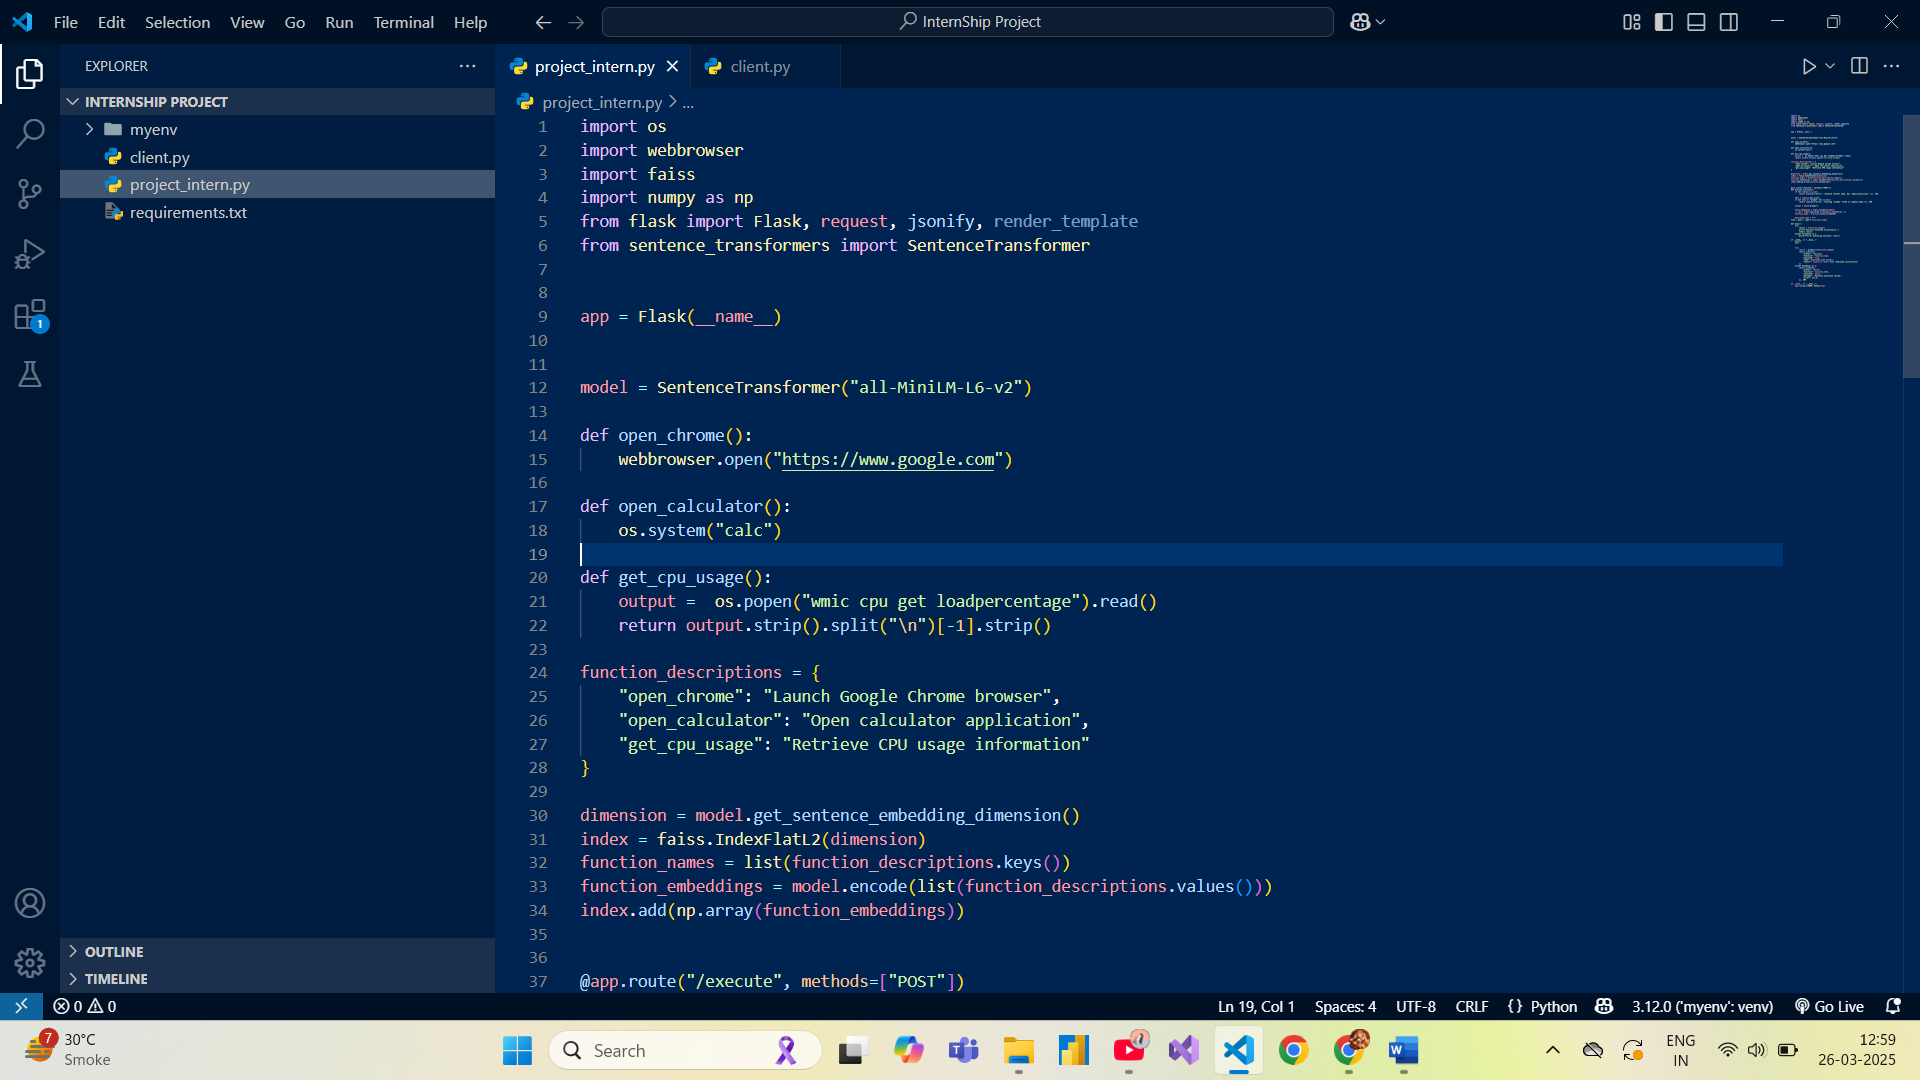 File Edit Selection View Go Run Terminal Help
InternShip Project
EXPLORER
INTERNSHIP PROJECT
myenv
client.py
project_intern.py
requirements.txt
OUTLINE
TIMELINE
project_intern.py
client.py
project_intern.py > ...
1 import os
2 import webbrowser
3 import faiss
4 import numpy as np
5 from flask import Flask, request, jsonify, render_template
6 from sentence_transformers import SentenceTransformer
7
8
9 app = Flask(__name__)
10
11
12 model = SentenceTransformer("all-MiniLM-L6-v2")
13
14 def open_chrome():
15     webbrowser.open("https://www.google.com")
16
17 def open_calculator():
18     os.system("calc")
19
20 def get_cpu_usage():
21     output =  os.popen("wmic cpu get loadpercentage").read()
22     return output.strip().split("\n")[-1].strip()
23
24 function_descriptions = {
25     "open_chrome": "Launch Google Chrome browser",
26     "open_calculator": "Open calculator application",
27     "get_cpu_usage": "Retrieve CPU usage information"
28 }
29
30 dimension = model.get_sentence_embedding_dimension()
31 index = faiss.IndexFlatL2(dimension)
32 function_names = list(function_descriptions.keys())
33 function_embeddings = model.encode(list(function_descriptions.values()))
34 index.add(np.array(function_embeddings))
35
36
37 @app.route("/execute", methods=["POST"])
1
0 0
Ln 19, Col 1 Spaces: 4 UTF-8 CRLF {} Python 3.12.0 ('myenv': venv) Go Live
7
30°C
Smoke
Search
ENG
IN
12:59
26-03-2025